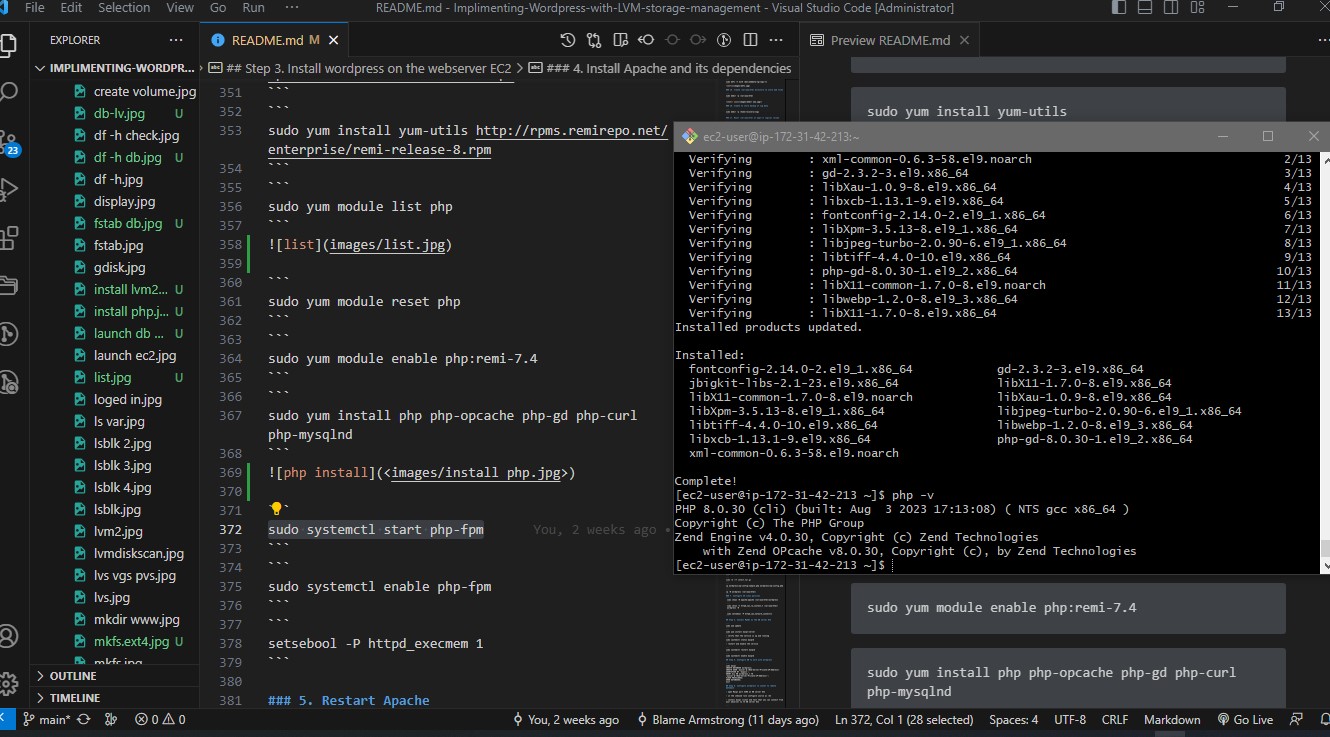 File Edit Selection View Go Run ···
README.md - Implimenting-Wordpress-with-LVM-storage-management - Visual Studio Code [Administrator]
EXPLORER
IMPLIMENTING-WORDPR...
create volume.jpg
db-lv.jpg U
df -h check.jpg
df -h db.jpg U
df -h.jpg
display.jpg
fstab db.jpg U
fstab.jpg
gdisk.jpg
install lvm2... U
install php.j... U
launch db ... U
launch ec2.jpg
list.jpg U
loged in.jpg
ls var.jpg
lsblk 2.jpg
lsblk 3.jpg
lsblk 4.jpg
lsblk.jpg
lvm2.jpg
lvmdiskscan.jpg
lvs vgs pvs.jpg
lvs.jpg
mkdir www.jpg
mkfs.ext4.jpg U
mkfs.jpg
OUTLINE
TIMELINE
23
README.md M
## Step 3. Install wordpress on the webserver EC2 > ### 4. Install Apache and its dependencies
351 ```
352 ```
353 sudo yum install yum-utils http://rpms.remirepo.net/
enterprise/remi-release-8.rpm
354 ```
355 ```
356 sudo yum module list php
357 ```
358 ![list](images/list.jpg)
359
360 ```
361 sudo yum module reset php
362 ```
363 ```
364 sudo yum module enable php:remi-7.4
365 ```
366 ```
367 sudo yum install php php-opcache php-gd php-curl
php-mysqlnd
368 ```
369 ![php install](<images/install php.jpg>)
370
371 ```
372 sudo systemctl start php-fpm You, 2 weeks ago •
373 ```
374 ```
375 sudo systemctl enable php-fpm
376 ```
377 ```
378 setsebool -P httpd_execmem 1
379 ```
380
381 ### 5. Restart Apache
Preview README.md
sudo yum install yum-utils
ec2-user@ip-172-31-42-213:~
Verifying : xml-common-0.6.3-58.el9.noarch 2/13
Verifying : gd-2.3.2-3.el9.x86_64 3/13
Verifying : libXau-1.0.9-8.el9.x86_64 4/13
Verifying : libxcb-1.13.1-9.el9.x86_64 5/13
Verifying : fontconfig-2.14.0-2.el9_1.x86_64 6/13
Verifying : libXpm-3.5.13-8.el9_1.x86_64 7/13
Verifying : libjpeg-turbo-2.0.90-6.el9_1.x86_64 8/13
Verifying : libtiff-4.4.0-10.el9.x86_64 9/13
Verifying : php-gd-8.0.30-1.el9_2.x86_64 10/13
Verifying : libX11-common-1.7.0-8.el9.noarch 11/13
Verifying : libwebp-1.2.0-8.el9_3.x86_64 12/13
Verifying : libX11-1.7.0-8.el9.x86_64 13/13
Installed products updated.
Installed:
fontconfig-2.14.0-2.el9_1.x86_64 gd-2.3.2-3.el9.x86_64
jbigkit-libs-2.1-23.el9.x86_64 libX11-1.7.0-8.el9.x86_64
libX11-common-1.7.0-8.el9.noarch libXau-1.0.9-8.el9.x86_64
libXpm-3.5.13-8.el9_1.x86_64 libjpeg-turbo-2.0.90-6.el9_1.x86_64
libtiff-4.4.0-10.el9.x86_64 libwebp-1.2.0-8.el9_3.x86_64
libxcb-1.13.1-9.el9.x86_64 php-gd-8.0.30-1.el9_2.x86_64
xml-common-0.6.3-58.el9.noarch
Complete!
[ec2-user@ip-172-31-42-213 ~]$ php -v
PHP 8.0.30 (cli) (built: Aug  3 2023 17:13:08) ( NTS gcc x86_64 )
Copyright (c) The PHP Group
Zend Engine v4.0.30, Copyright (c) Zend Technologies
with Zend OPcache v8.0.30, Copyright (c), by Zend Technologies
[ec2-user@ip-172-31-42-213 ~]$
sudo yum module enable php:remi-7.4
sudo yum install php php-opcache php-gd php-curl
php-mysqlnd
main* 0 0 You, 2 weeks ago Blame Armstrong (11 days ago) Ln 372, Col 1 (28 selected) Spaces: 4 UTF-8 CRLF Markdown Go Live